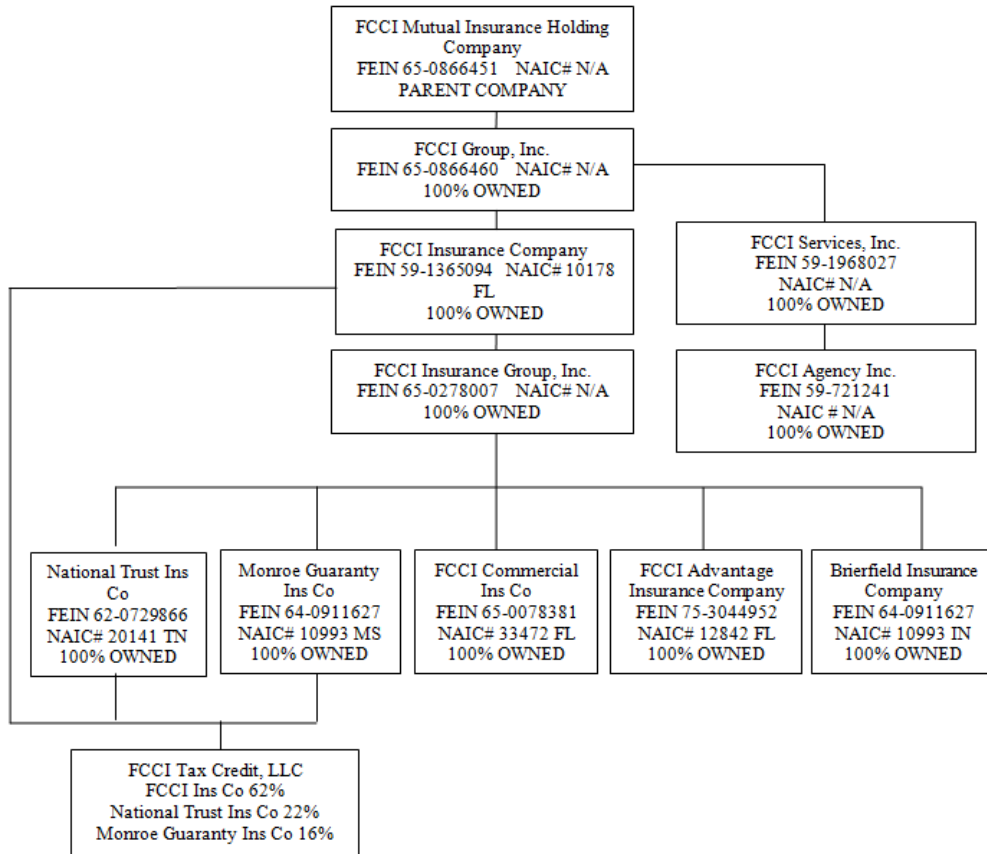 FCCI Mutual Insurance Holding
Company
FEIN 65-0866451 NAIC# N/A
PARENT COMPANY
FCCI Group, Inc.
FEIN 65-0866460 NAIC# N/A
100% OWNED
FCCI Insurance Company
FEIN 59-1365094 NAIC# 10178
FL
100% OWNED
FCCI Services, Inc.
FEIN 59-1968027
NAIC# N/A
100% OWNED
FCCI Insurance Group, Inc.
FEIN 65-0278007 NAIC# N/A
100% OWNED
FCCI Agency Inc.
FEIN 59-721241
NAIC # N/A
100% OWNED
National Trust Ins
Co
FEIN 62-0729866
NAIC# 20141 TN
100% OWNED
Monroe Guaranty
Ins Co
FEIN 64-0911627
NAIC# 10993 MS
100% OWNED
FCCI Commercial
Ins Co
FEIN 65-0078381
NAIC# 33472 FL
100% OWNED
FCCI Advantage
Insurance Company
FEIN 75-3044952
NAIC# 12842 FL
100% OWNED
Brierfield Insurance
Company
FEIN 64-0911627
NAIC# 10993 IN
100% OWNED
FCCI Tax Credit, LLC
FCCI Ins Co 62%
National Trust Ins Co 22%
Monroe Guaranty Ins Co 16%